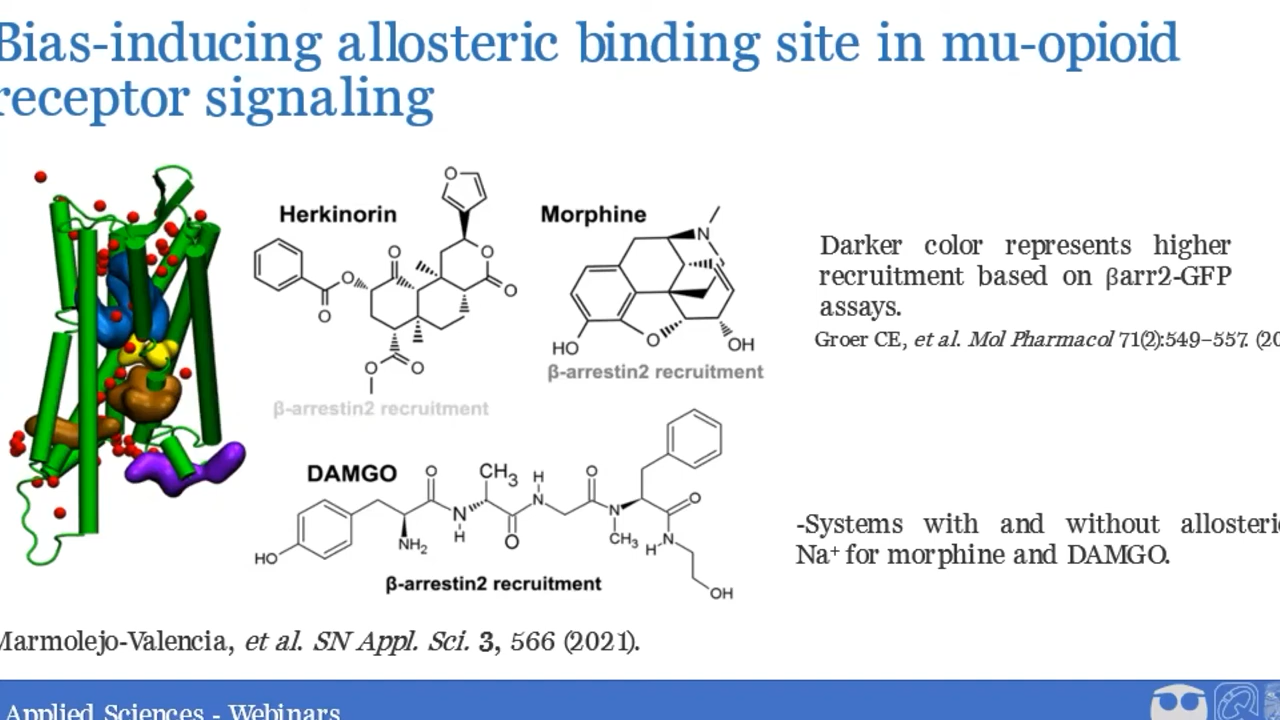 Bias-inducing allosteric binding site in mu-opioid
receptor signaling
Herkinorin
O
O
O
O
O
O
O
O
β-arrestin2 recruitment
Morphine
N
HO
O
OH
β-arrestin2 recruitment
Darker color represents higher
recruitment based on βarr2-GFP
assays.
Groer CE, et al. Mol Pharmacol 71(2):549–557. (20
DAMGO
HO
NH₂
O
N
H
CH₃
O
H
N
O
N
CH₃
O
H
N
OH
β-arrestin2 recruitment
-Systems with and without allosteric
Na⁺ for morphine and DAMGO.
Marmolejo-Valencia, et al. SN Appl. Sci. 3, 566 (2021).
Applied Sciences - Webinars